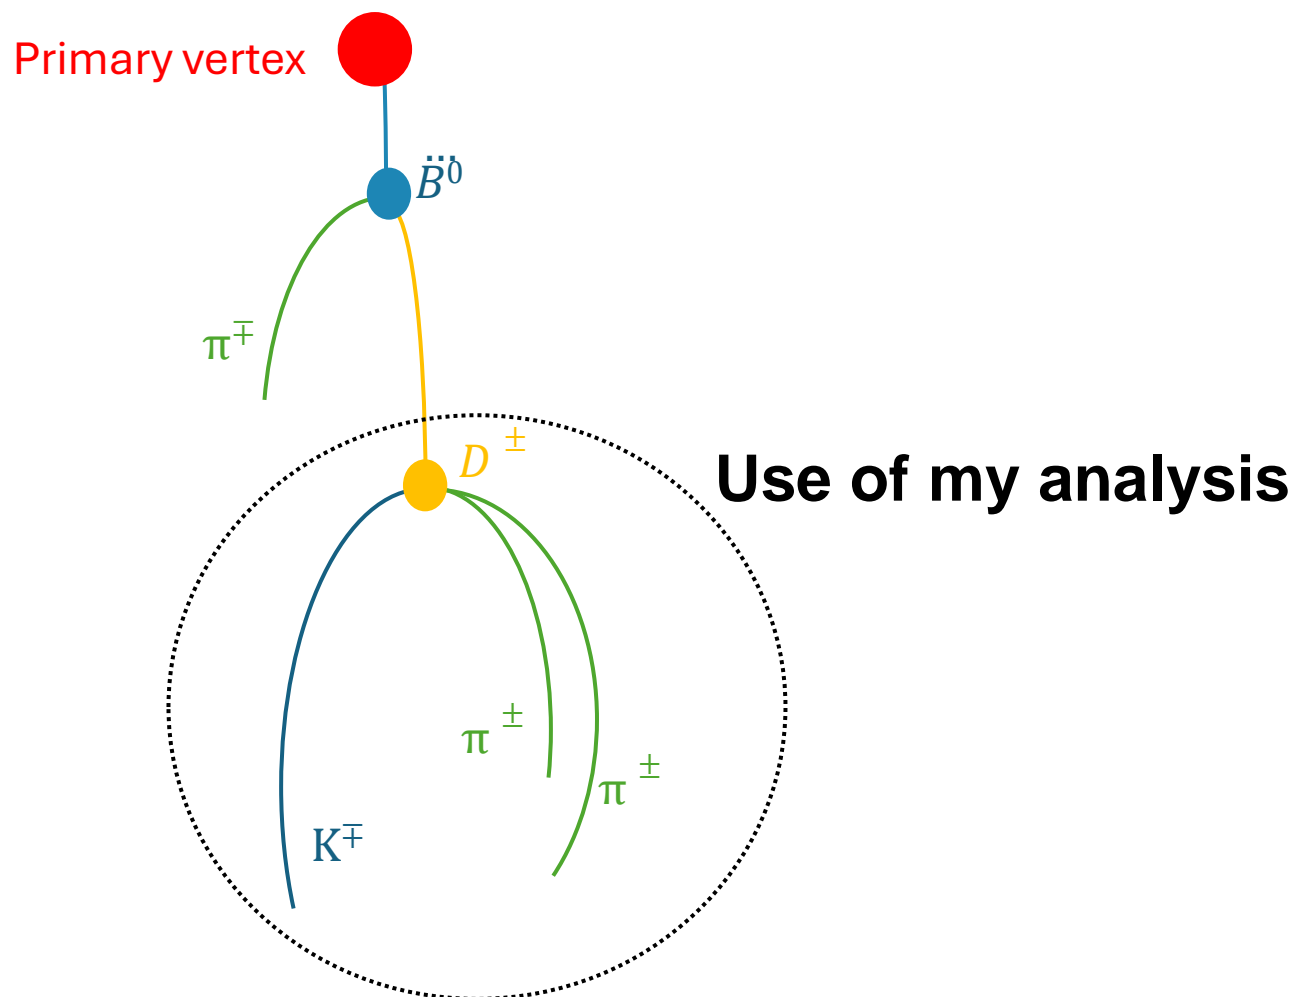 Primary vertex
B⃛⁰
π∓
D ±
Use of my analysis
π ±
π ±
K∓